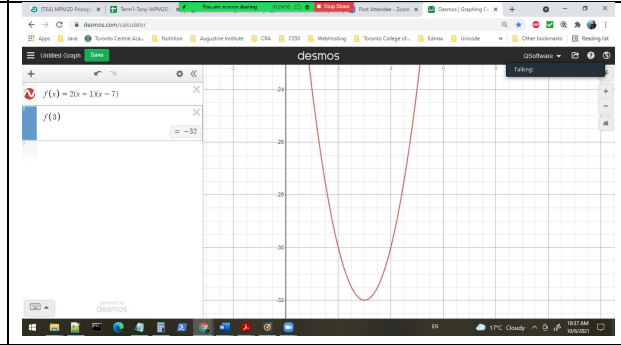 [TEA] MPM2D Princip
Term1-Tony-MPM2D
You are screen sharing
Stop Share
Post Attendee - Zoom
Desmos | Graphing Ca
desmos.com/calculator
Apps
Java
Toronto Central Aca...
Nutrition
Augustine Institute
CRA
CS50
WebHosting
Toronto College of...
Edmax
Unicode
»
Other bookmarks
Reading list
Untitled Graph
Save
desmos
QSoftware
Talking:
f(x) = 2(x + 1)(x − 7)
f(3)
= −32
-2
4
6
8
-24
-26
-28
-30
-32
powered by
desmos
EN
17°C Cloudy
10:37 AM
10/6/2021